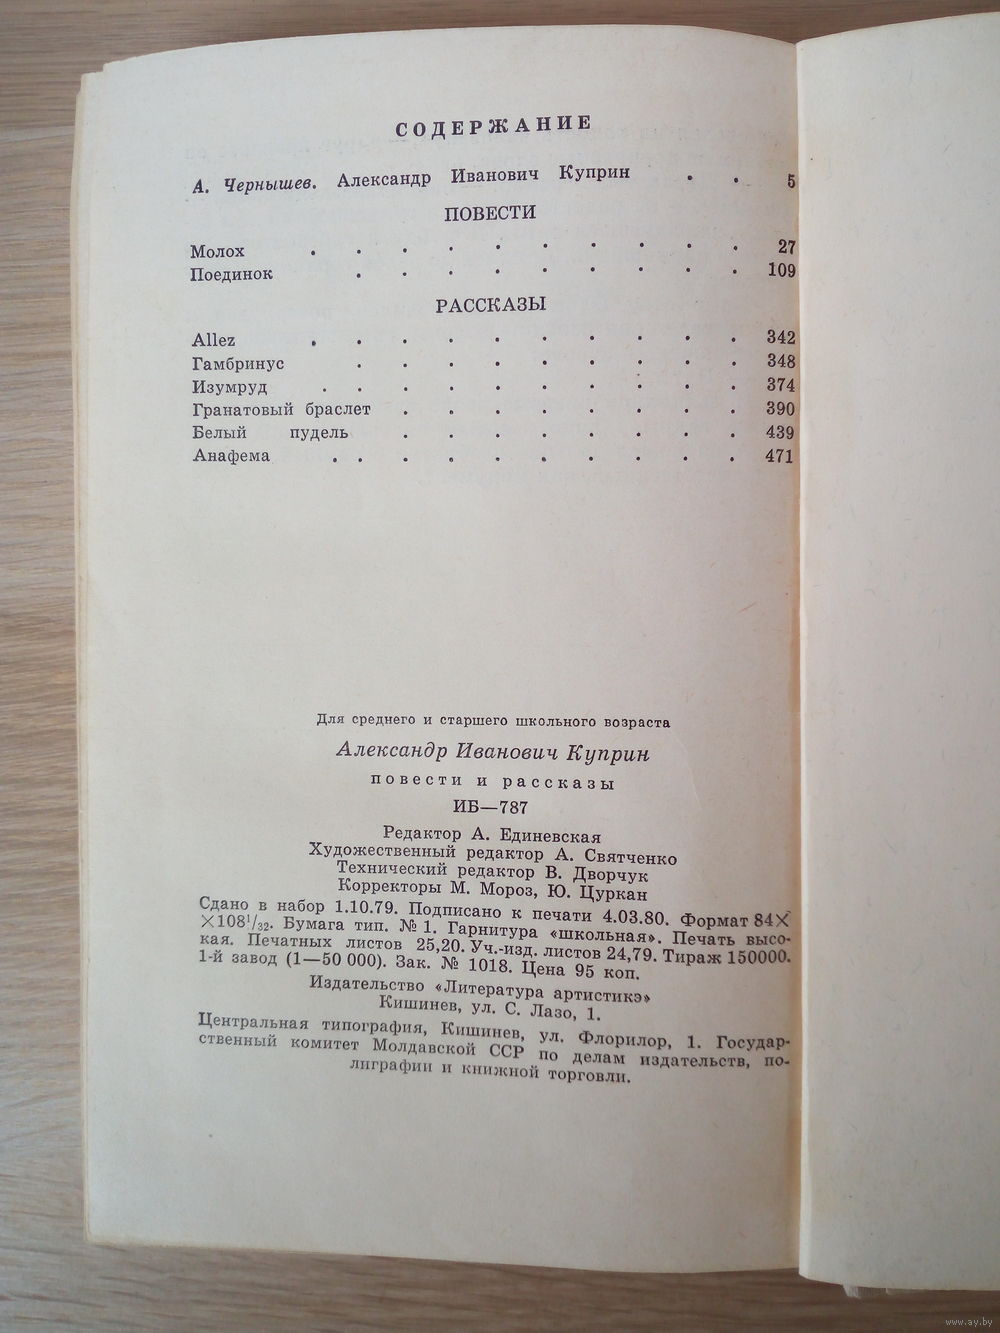 СОДЕРЖАНИЕ
А. Чернышев. Александр Иванович Куприн . . 5
ПОВЕСТИ
Молох . . . . . . . . . . 27
Поединок . . . . . . . . . 109
РАССКАЗЫ
Allez . . . . . . . . . . 342
Гамбринус . . . . . . . . . 348
Изумруд . . . . . . . . . . 374
Гранатовый браслет . . . . . . . . 390
Белый пудель . . . . . . . . 439
Анафема . . . . . . . . . . 471
Для среднего и старшего школьного возраста
Александр Иванович Куприн
повести и рассказы
ИБ—787
Редактор А. Единевская
Художественный редактор А. Святченко
Технический редактор В. Дворчук
Корректоры М. Мороз, Ю. Цуркан
Сдано в набор 1.10.79. Подписано к печати 4.03.80. Формат 84×
×108¹/₃₂. Бумага тип. № 1. Гарнитура «школьная». Печать высо-
кая. Печатных листов 25,20. Уч.-изд. листов 24,79. Тираж 150000.
1-й завод (1—50 000). Зак. № 1018. Цена 95 коп.
Издательство «Литература артистикэ»
Кишинев, ул. С. Лазо, 1.
Центральная типография, Кишинев, ул. Флорилор, 1. Государ-
ственный комитет Молдавской ССР по делам издательств, по-
лиграфии и книжной торговли.
www.ay.by